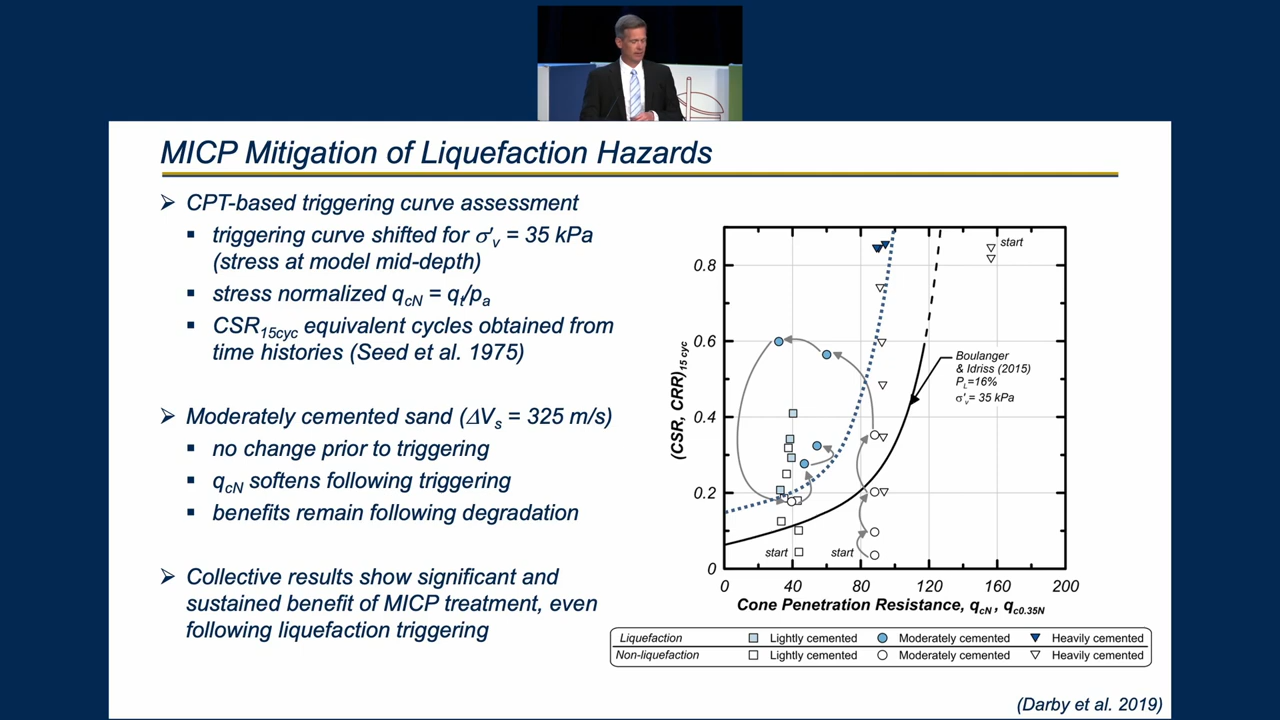 MICP Mitigation of Liquefaction Hazards
➢ CPT-based triggering curve assessment
▪ triggering curve shifted for σ'v = 35 kPa
(stress at model mid-depth)
▪ stress normalized qcN = qt/pa
▪ CSR15cyc equivalent cycles obtained from
time histories (Seed et al. 1975)
➢ Moderately cemented sand (ΔVs = 325 m/s)
▪ no change prior to triggering
▪ qcN softens following triggering
▪ benefits remain following degradation
➢ Collective results show significant and
sustained benefit of MICP treatment, even
following liquefaction triggering
(CSR, CRR)15 cyc
0.8
0.6
0.4
0.2
0
start
Boulanger
& Idriss (2015)
PL=16%
σ'v= 35 kPa
start
start
0 40 80 120 160 200
Cone Penetration Resistance, qcN , qc0.35N
Liquefaction Lightly cemented Moderately cemented Heavily cemented
Non-liquefaction Lightly cemented Moderately cemented Heavily cemented
(Darby et al. 2019)